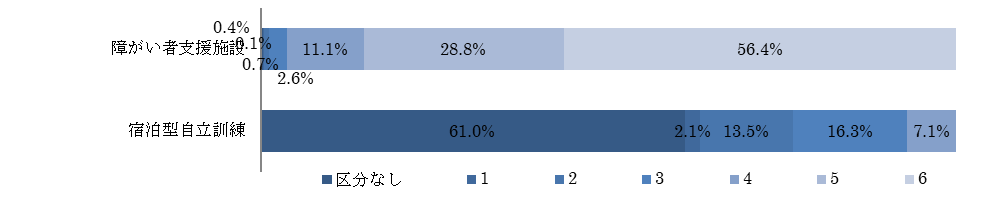 0.4%
障がい者支援施設 0.1% 11.1% 28.8% 56.4%
0.7%
2.6%
宿泊型自立訓練 61.0% 2.1% 13.5% 16.3% 7.1%
区分なし 1 2 3 4 5 6